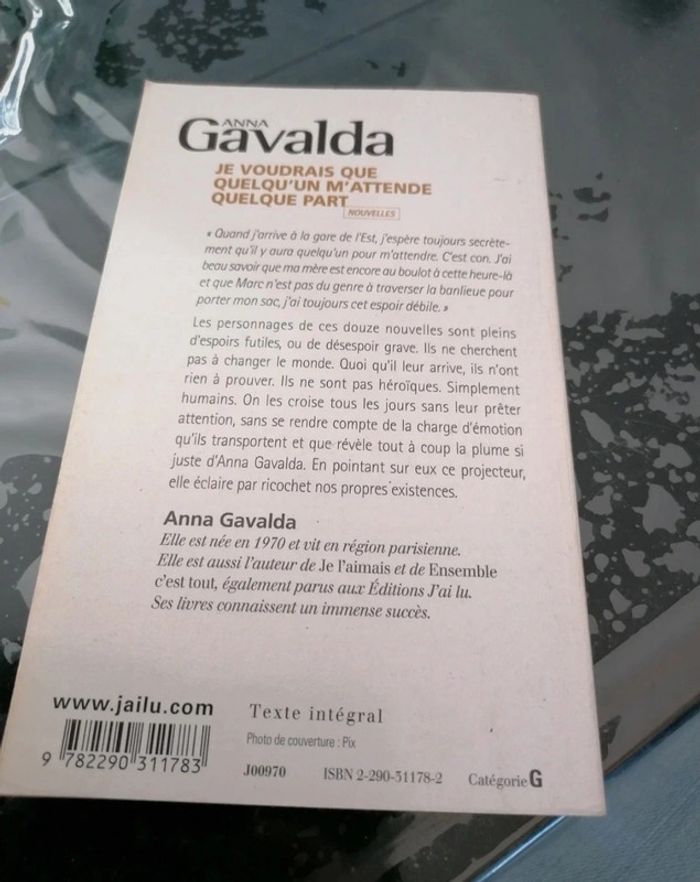 ANNA
Gavalda
JE VOUDRAIS QUE
QUELQU'UN M'ATTENDE
QUELQUE PART
NOUVELLES
« Quand j'arrive à la gare de l'Est, j'espère toujours secrète-
ment qu'il y aura quelqu'un pour m'attendre. C'est con. J'ai
beau savoir que ma mère est encore au boulot à cette heure-là
et que Marc n'est pas du genre à traverser la banlieue pour
porter mon sac, j'ai toujours cet espoir débile. »
Les personnages de ces douze nouvelles sont pleins
d'espoirs futiles, ou de désespoir grave. Ils ne cherchent
pas à changer le monde. Quoi qu'il leur arrive, ils n'ont
rien à prouver. Ils ne sont pas héroïques. Simplement
humains. On les croise tous les jours sans leur prêter
attention, sans se rendre compte de la charge d'émotion
qu'ils transportent et que révèle tout à coup la plume si
juste d'Anna Gavalda. En pointant sur eux ce projecteur,
elle éclaire par ricochet nos propres existences.
Anna Gavalda
Elle est née en 1970 et vit en région parisienne.
Elle est aussi l'auteur de Je l'aimais et de Ensemble
c'est tout, également parus aux Éditions J'ai lu.
Ses livres connaissent un immense succès.
www.jailu.com
9 782290 311783
Texte intégral
Photo de couverture : Pix
J00970 ISBN 2-290-31178-2 Catégorie G